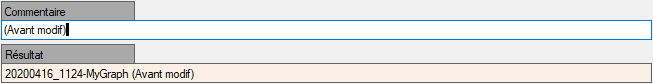 Commentaire
(Avant modif)
Résultat
20200416_1124-MyGraph (Avant modif)